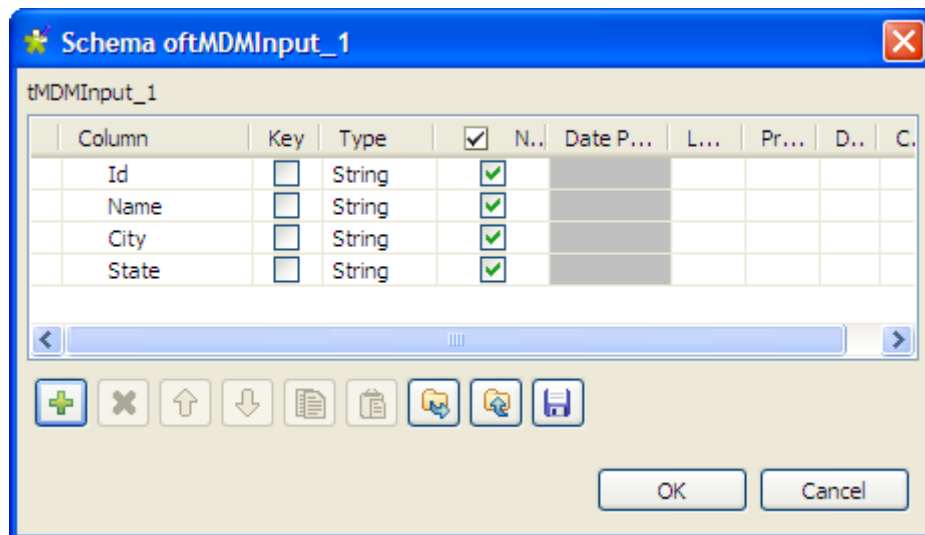 Schema oftMDMInput_1
tMDMInput_1
Column Key Type N.. Date P... L... Pr... D.. C.
Id String
Name String
City String
State String
OK Cancel